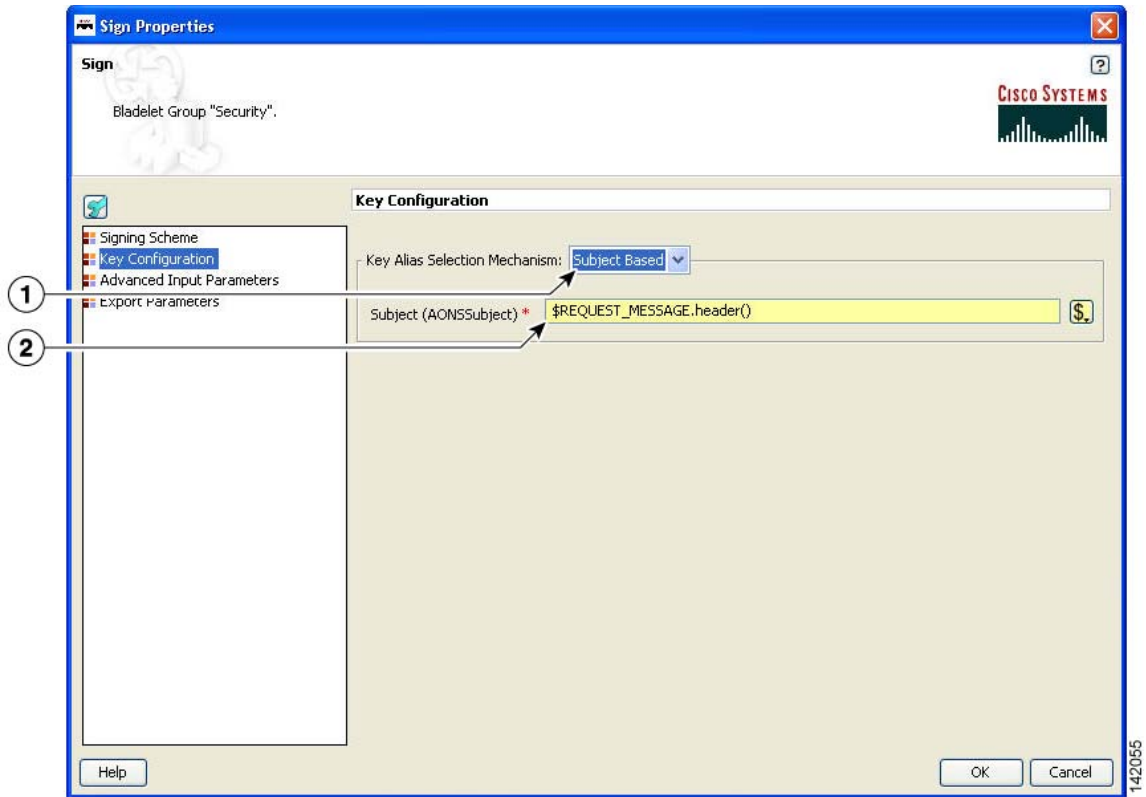 Sign Properties
Sign
?
Bladelet Group "Security".
CISCO SYSTEMS
Key Configuration
Signing Scheme
Key Configuration
Advanced Input Parameters
Export Parameters
Key Alias Selection Mechanism: Subject Based
Subject (AONSSubject) * $REQUEST_MESSAGE.header() $
1
2
Help OK Cancel
142055